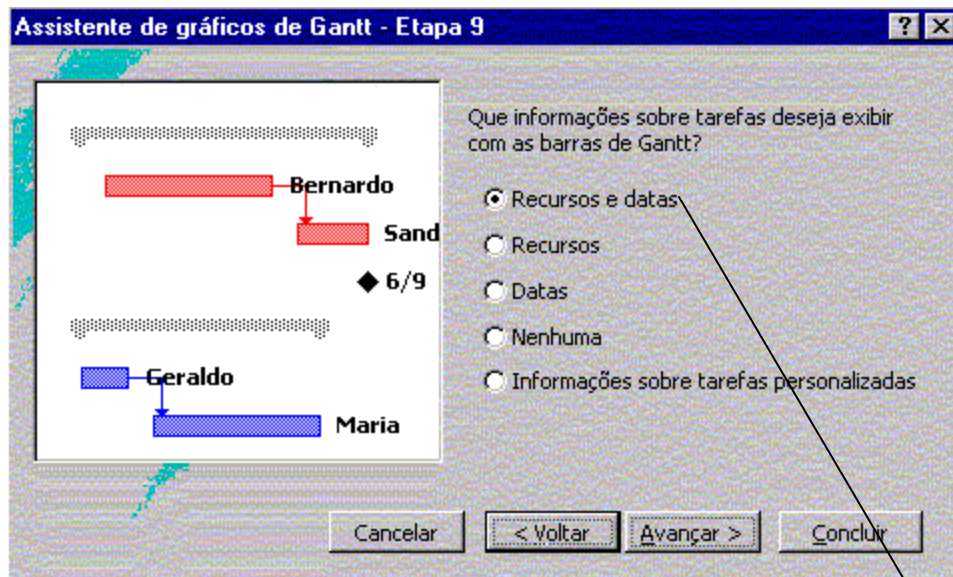 Assistente de gráficos de Gantt - Etapa 9
Que informações sobre tarefas deseja exibir
com as barras de Gantt?
Recursos e datas
Recursos
Datas
Nenhuma
Informações sobre tarefas personalizadas
Bernardo
Sand
6/9
Geraldo
Maria
Cancelar
< Voltar
Avançar >
Concluir